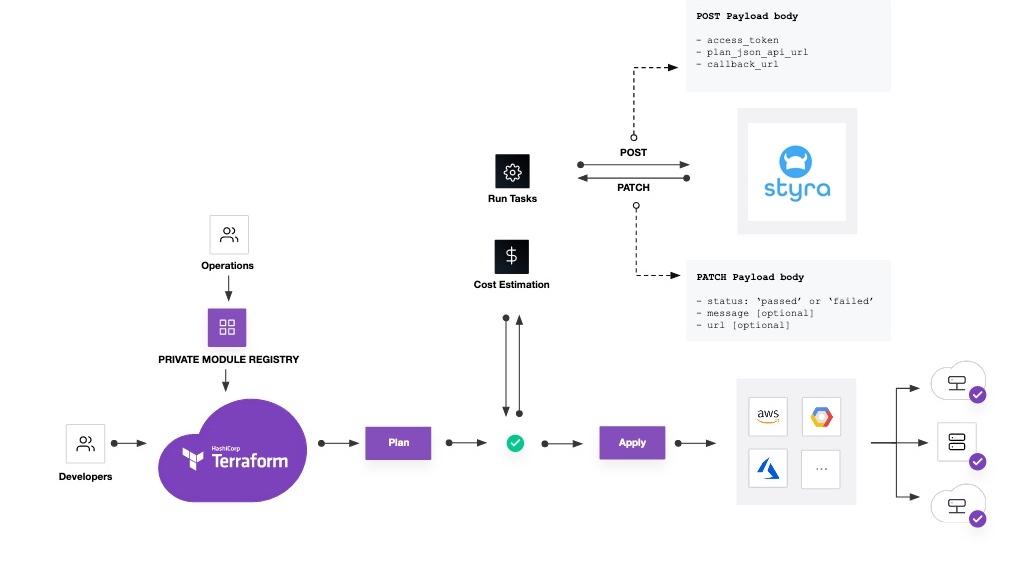 POST Payload body
- access_token
- plan_json_api_url
- callback_url
POST
PATCH
Run Tasks
styra
Operations
Cost Estimation
PATCH Payload body
- status: ‘passed’ or ‘failed’
- message [optional]
- url [optional]
PRIVATE MODULE REGISTRY
Developers
HashiCorp
Terraform
Plan
Apply
aws
...